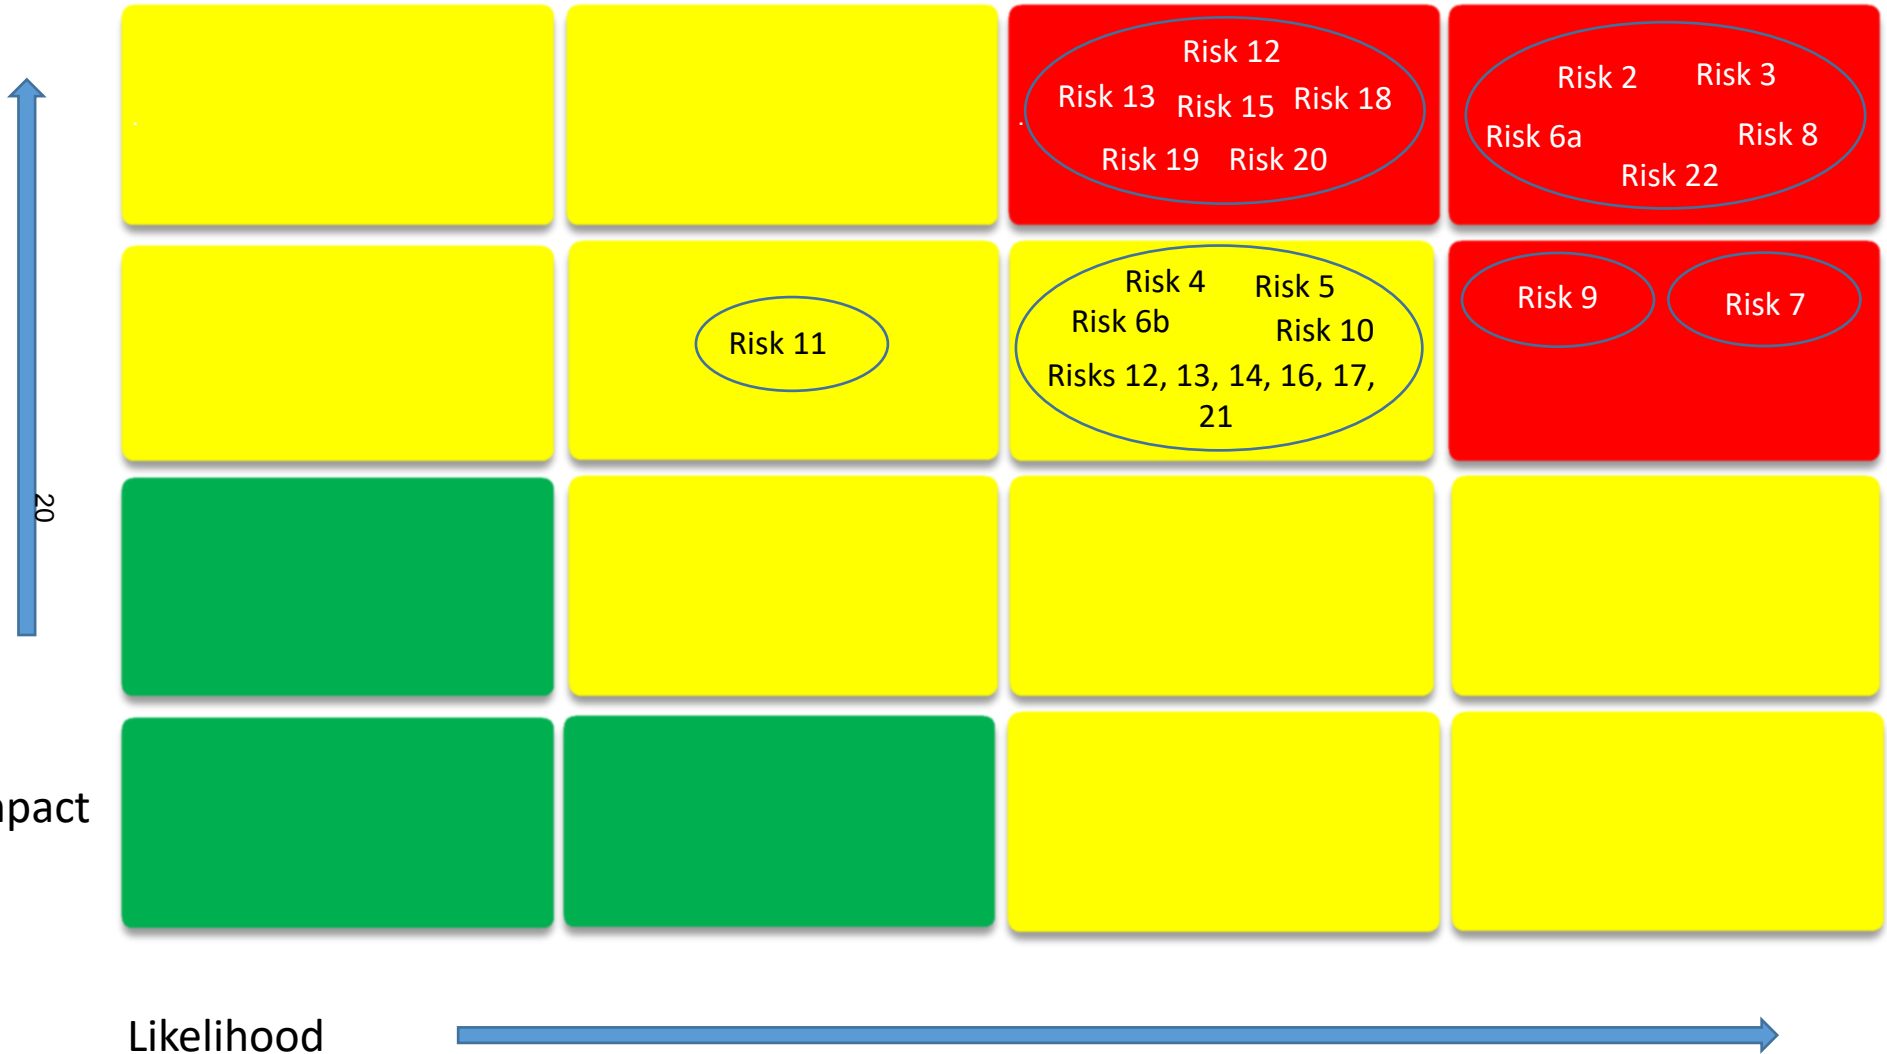 Risk 12
Risk 13 Risk 15 Risk 18
Risk 19 Risk 20
Risk 2 Risk 3
Risk 6a Risk 8
Risk 22
Risk 11
Risk 4 Risk 5
Risk 6b Risk 10
Risks 12, 13, 14, 16, 17,
21
Risk 9 Risk 7
20
mpact
Likelihood